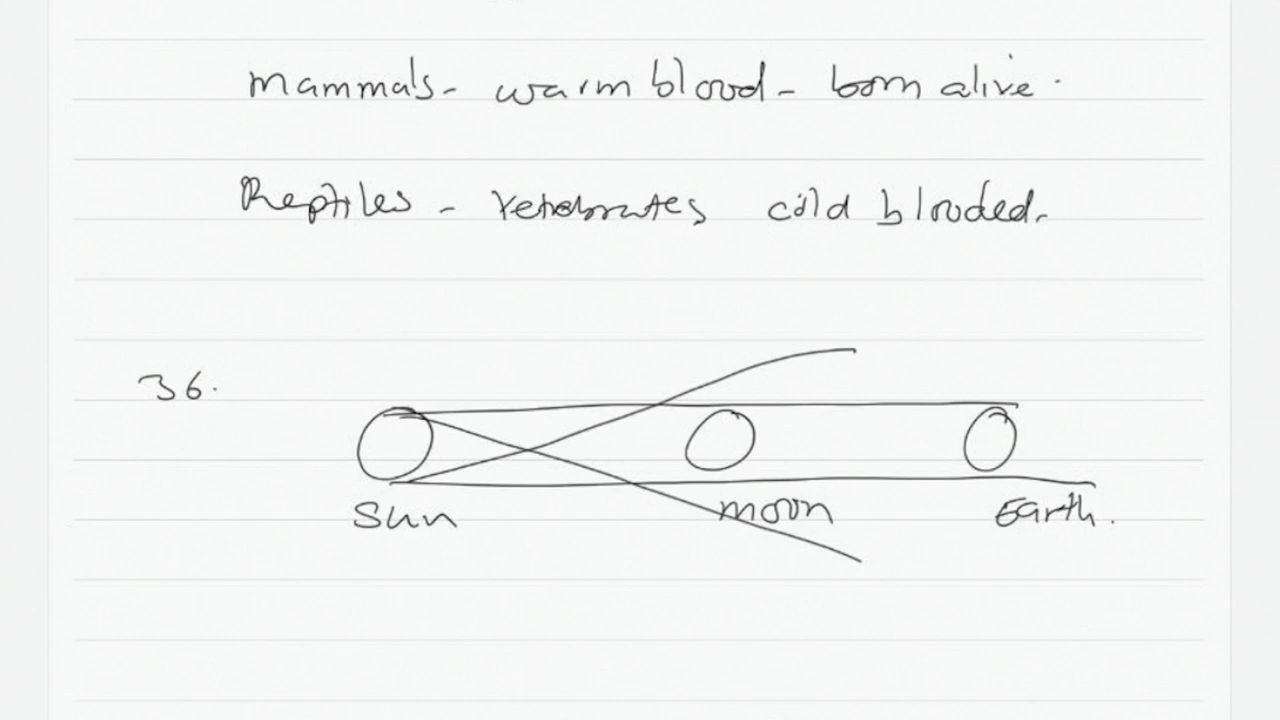 mammals- warm blood - born alive.
Reptiles - vertebrates cold blooded.
36.
Sun moon Earth.